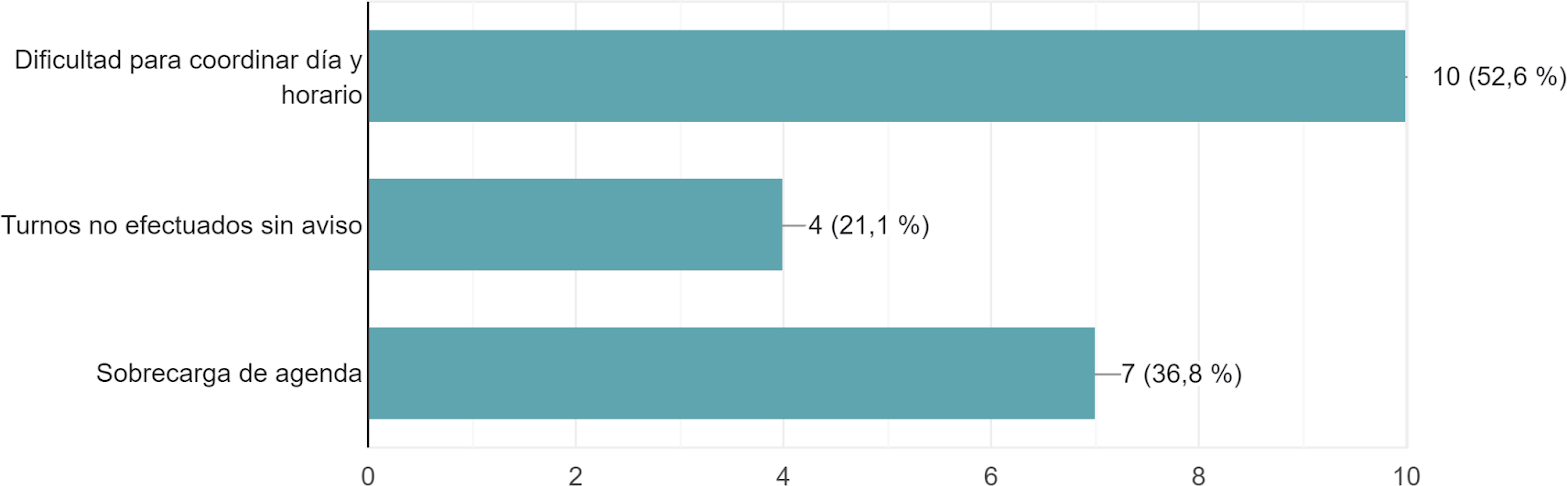 Dificultad para coordinar día y
horario
10 (52,6 %)
Turnos no efectuados sin aviso
4 (21,1 %)
Sobrecarga de agenda
7 (36,8 %)
0 2 4 6 8 10